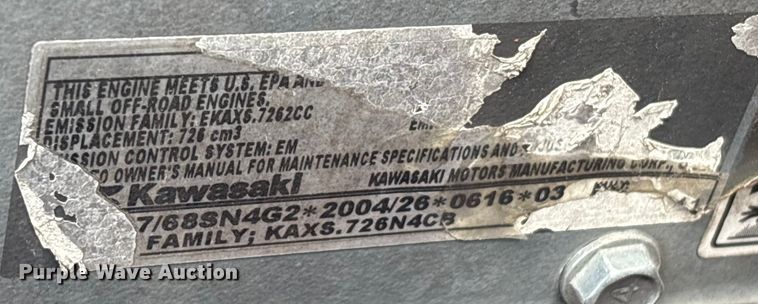 THIS ENGINE MEETS U.S. EPA AND
SMALL OFF-ROAD ENGINES.
EMISSION FAMILY: EKAXS.7262CC
DISPLACEMENT: 726 cm3
SSION CONTROL SYSTEM: EM
O OWNER'S MANUAL FOR MAINTENANCE SPECIFICATIONS AND
Kawasaki KAWASAKI MOTORS MANUFACTURING CORP.,
7/68SN4G2*2004/26*0616*03
FAMILY; KAXS.726N4CB
Purple Wave Auction